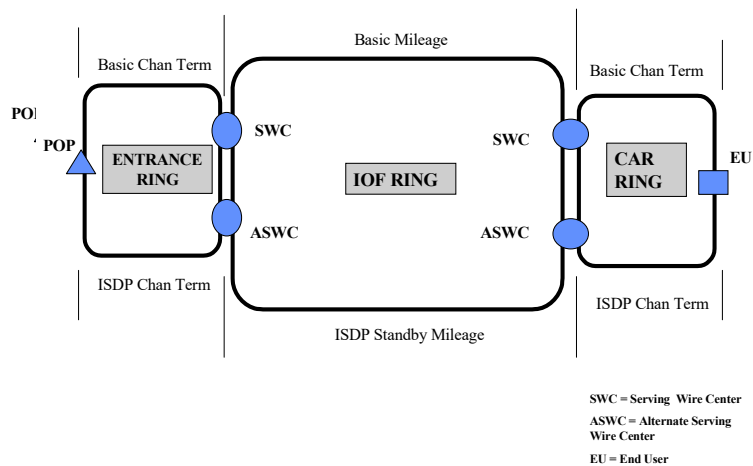 Basic Mileage
Basic Chan Term
Basic Chan Term
POP
SWC
SWC
ENTRANCE
RING
IOF RING
CAR
RING
EU
ASWC
ASWC
ISDP Chan Term
ISDP Chan Term
ISDP Standby Mileage
SWC = Serving Wire Center
ASWC = Alternate Serving
Wire Center
EU = End User